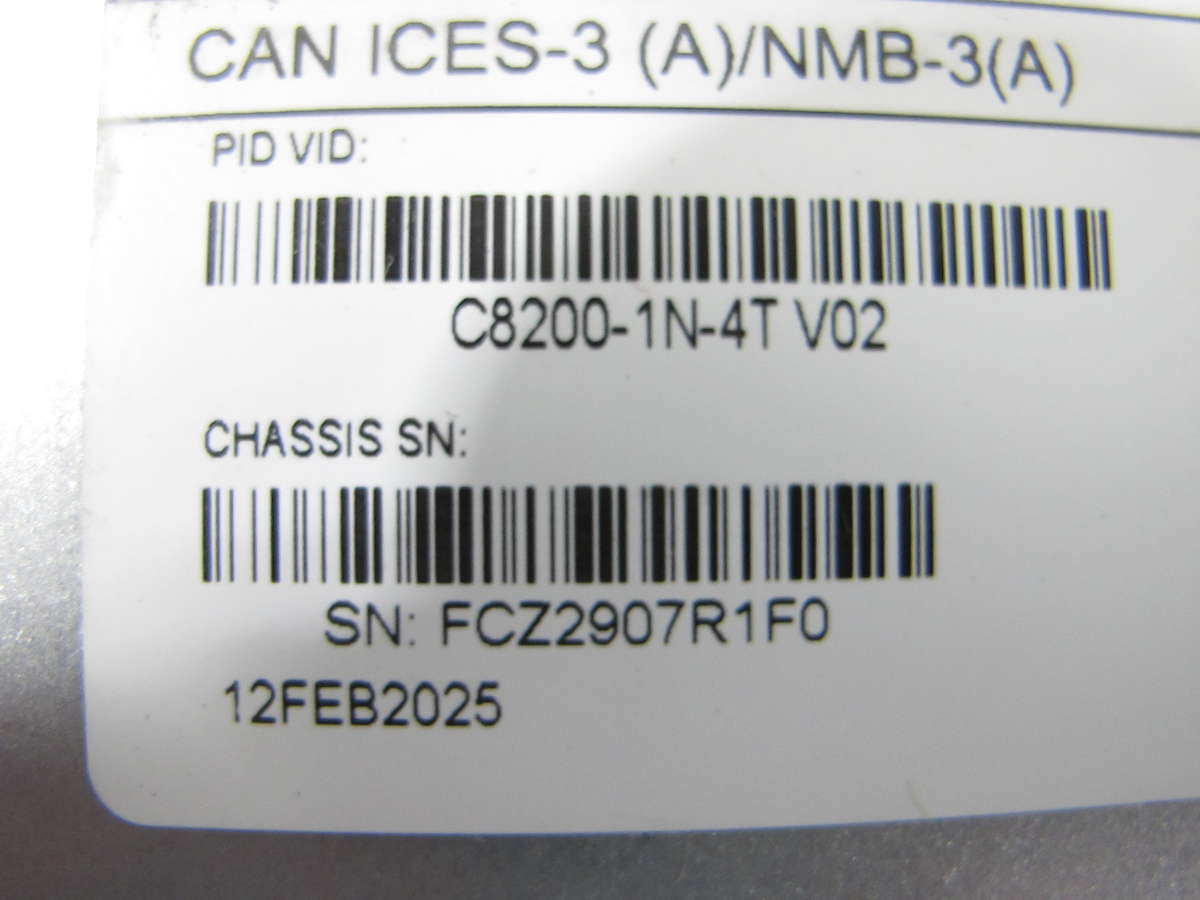 CAN ICES-3 (A)/NMB-3(A)
PID VID:
C8200-1N-4T V02
CHASSIS SN:
SN: FCZ2907R1F0
12FEB2025